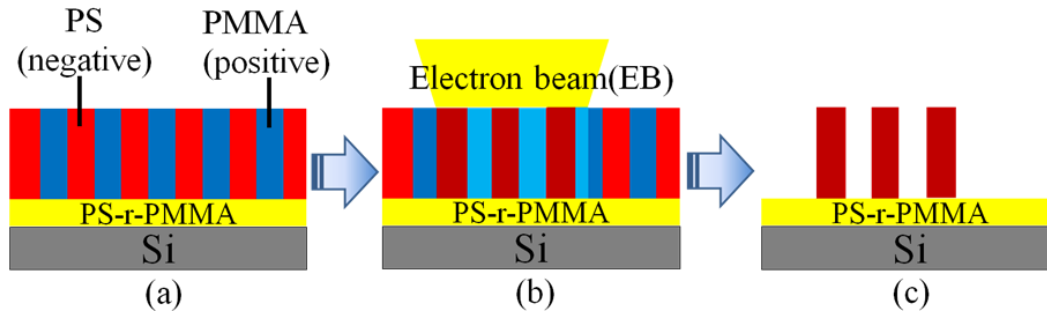 PS
(negative)
PMMA
(positive)
PS-r-PMMA
Si
(a)
Electron beam(EB)
PS-r-PMMA
Si
(b)
PS-r-PMMA
Si
(c)